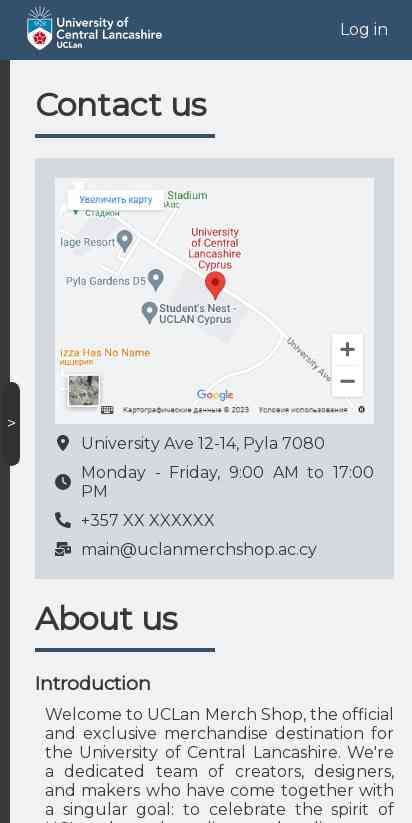 University of
Central Lancashire
UCLan
Log in
Contact us
Увеличить карту
Stadium
Стадион
University
of Central
Lancashire
Cyprus
lage Resort
Pyla Gardens D5
Student's Nest -
UCLAN Cyprus
izza Has No Name
University Ave
Google
Картографические данные © 2023
Условия использования
>
University Ave 12-14, Pyla 7080
Monday - Friday, 9:00 AM to 17:00
PM
+357 XX XXXXXX
main@uclanmerchshop.ac.cy
About us
Introduction
Welcome to UCLan Merch Shop, the official
and exclusive merchandise destination for
the University of Central Lancashire. We're
a dedicated team of creators, designers,
and makers who have come together with
a singular goal: to celebrate the spirit of